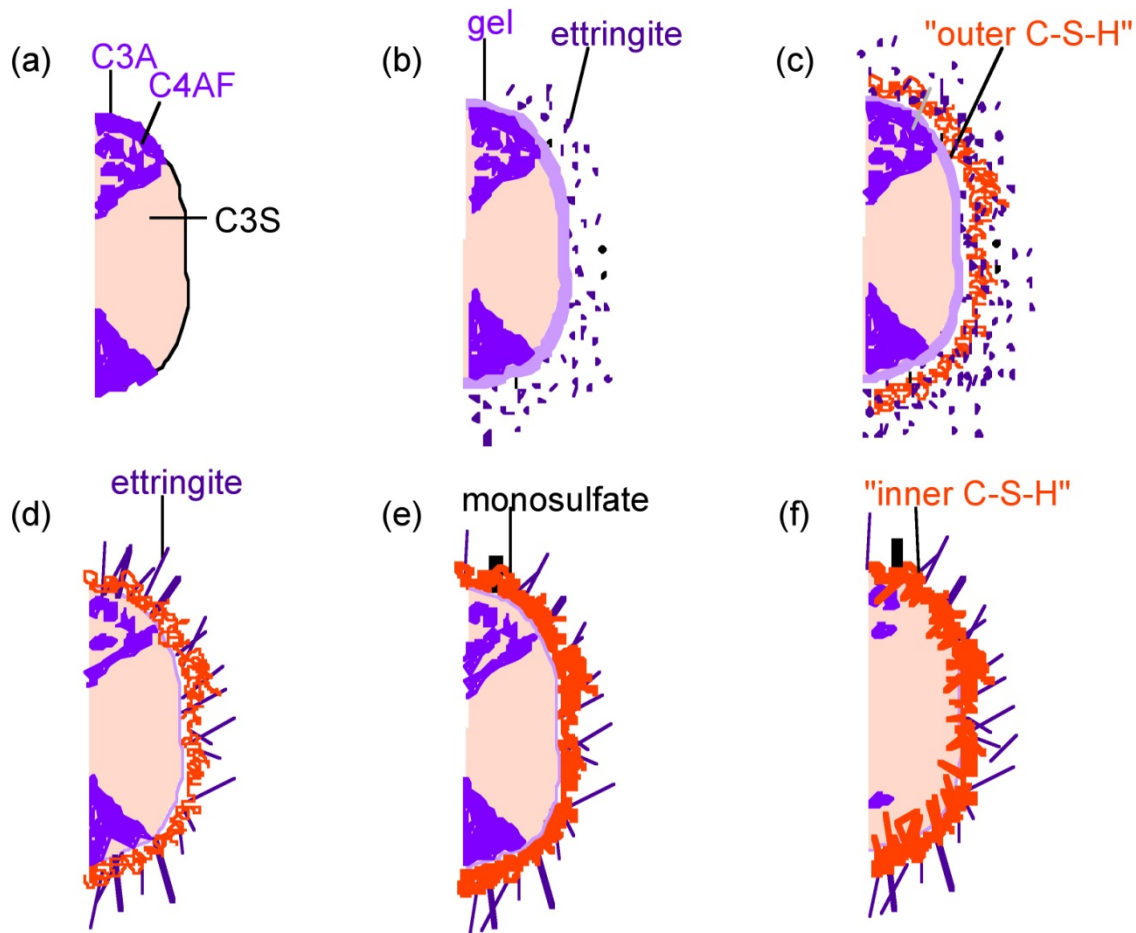 (a)
C3A
C4AF
C3S
(b)
gel
ettringite
(c)
"outer C-S-H"
(d)
ettringite
(e)
monosulfate
(f)
"inner C-S-H"